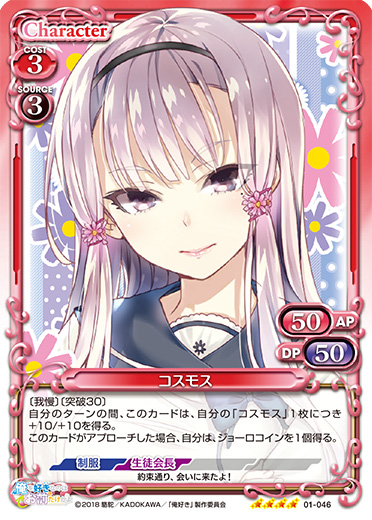 Character
COST
3
SOURCE
3
50 AP
DP 50
コスモス
〔我慢〕〔突破30〕
自分のターンの間、このカードは、自分の「コスモス」1枚につき
+10/+10を得る。
このカードがアプローチした場合、自分は、ジョーロコインを1個得る。
制服 生徒会長
約束通り、会いに来たよ!
©2018 駱駝/KADOKAWA/「俺好き」製作委員会
01-046